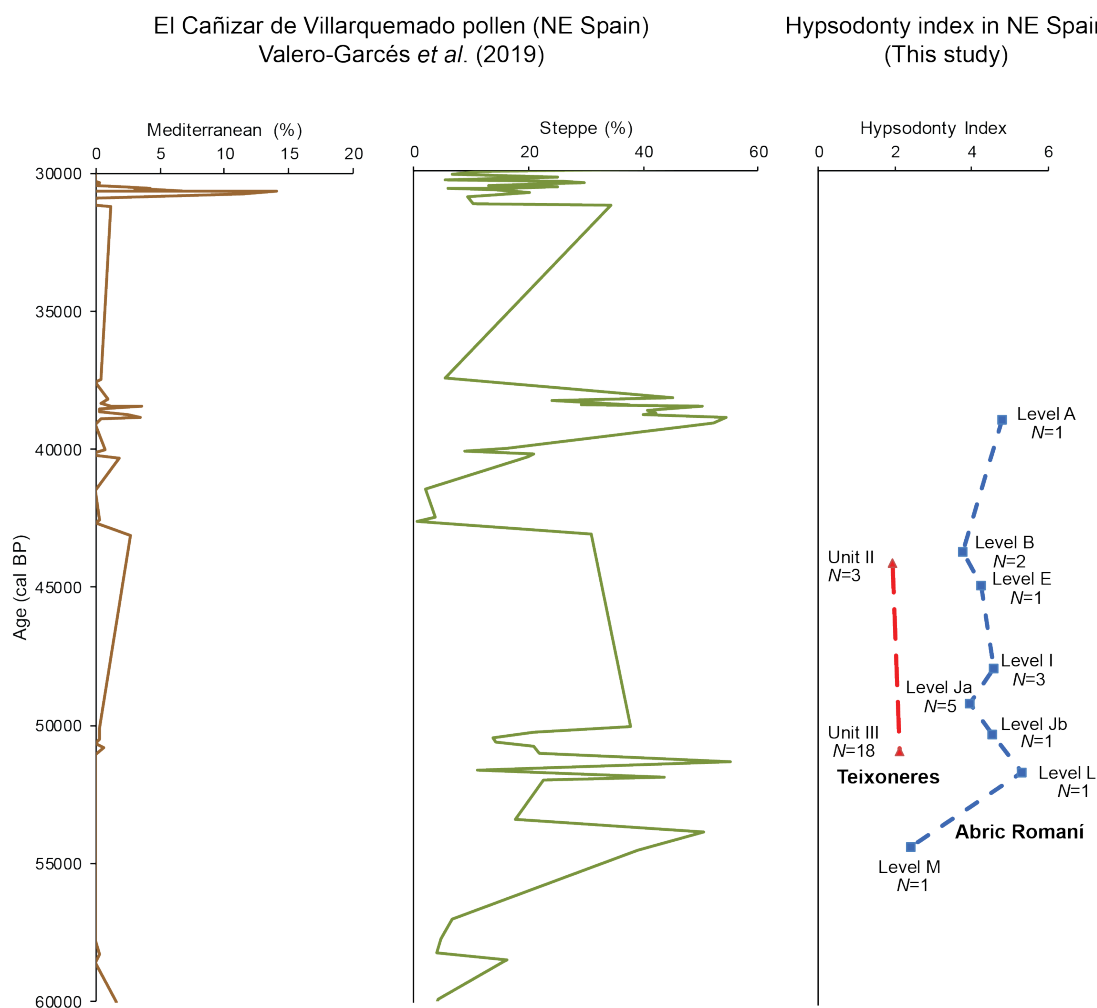 El Cañizar de Villarquemado pollen (NE Spain)
Valero-Garcés et al. (2019)
Hypsodonty index in NE Spain
(This study)
Mediterranean (%)
0 5 10 15 20
Steppe (%)
0 20 40 60
Hypsodonty Index
0 2 4 6
Age (cal BP)
30000
35000
40000
45000
50000
55000
60000
Level A
N=1
Level B
N=2
Unit II
N=3
Level E
N=1
Level I
N=3
Level Ja
N=5
Level Jb
N=1
Unit III
N=18
Teixoneres
Level L
N=1
Abric Romaní
Level M
N=1